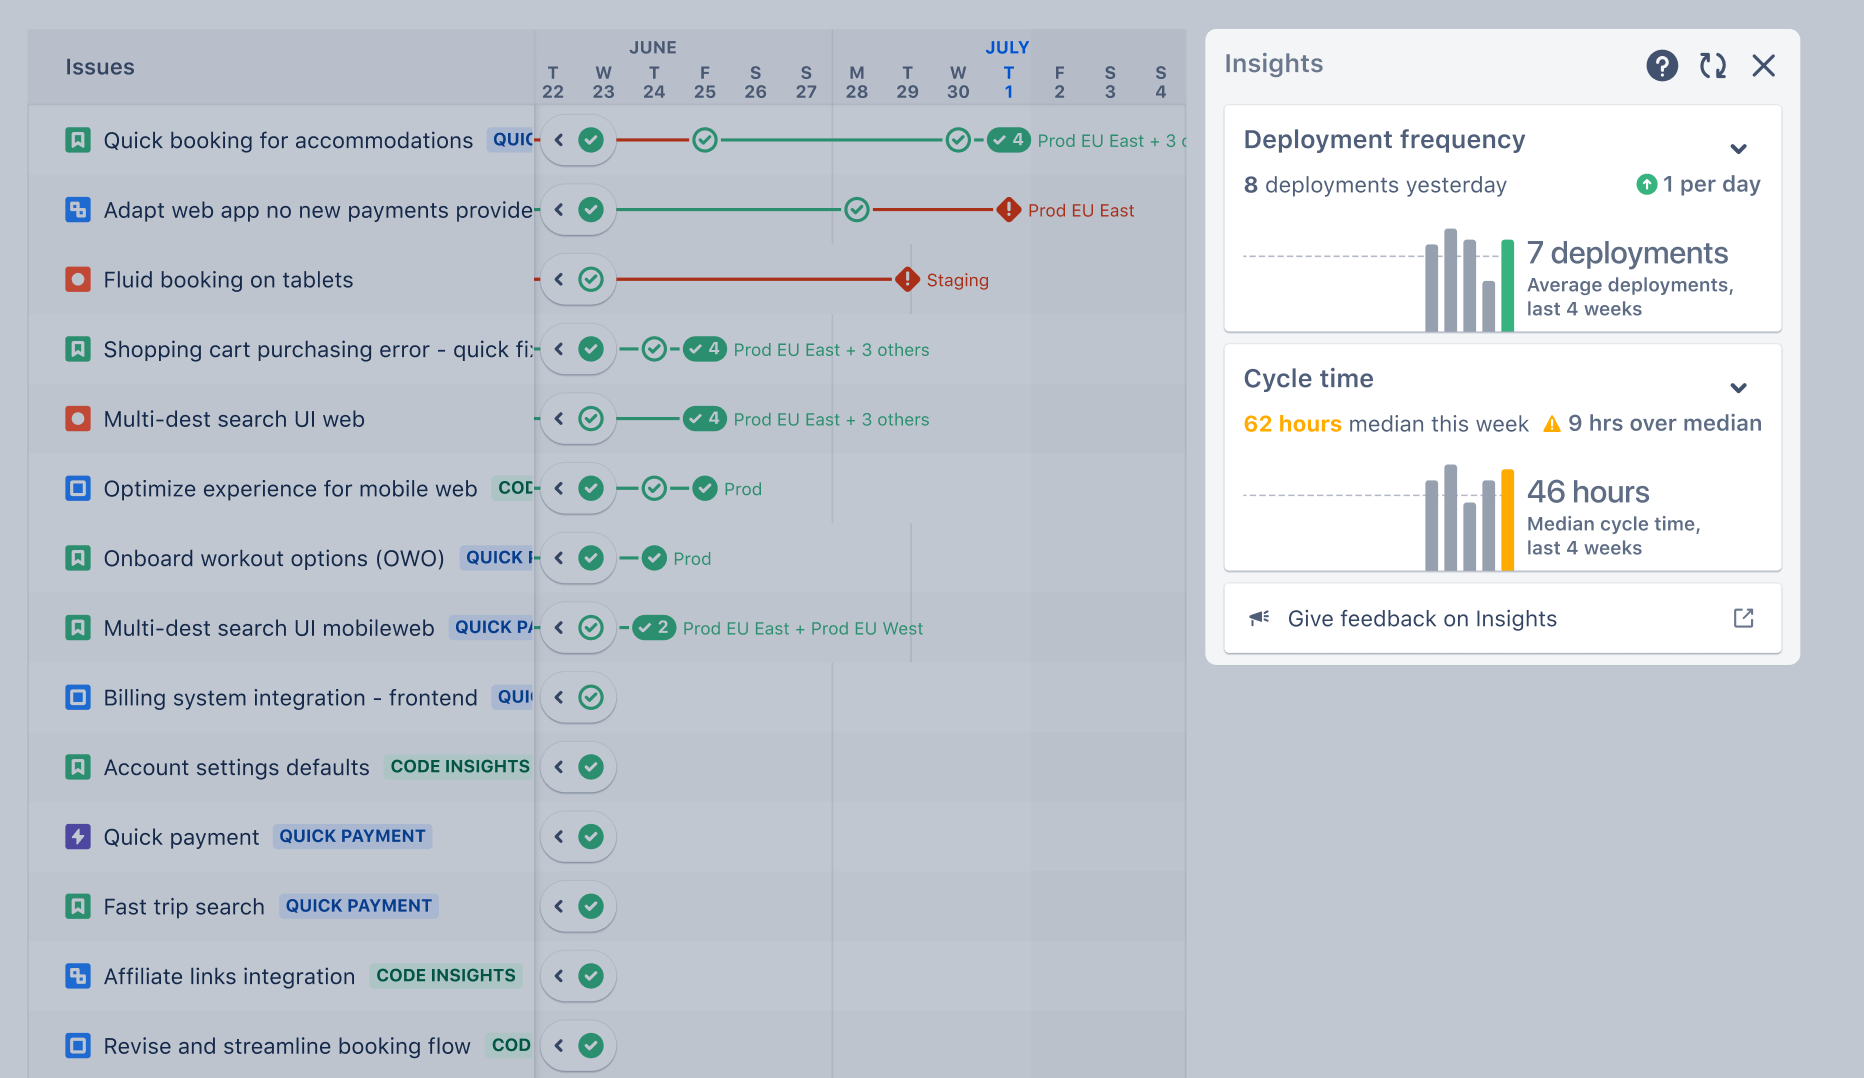 Issues
JUNE
JULY
T W T F S S M T W T F S S
22 23 24 25 26 27 28 29 30 1 2 3 4
Quick booking for accommodations QUIC
4 Prod EU East + 3 o
Adapt web app no new payments provide
Prod EU East
Fluid booking on tablets
Staging
Shopping cart purchasing error - quick fix
4 Prod EU East + 3 others
Multi-dest search UI web
4 Prod EU East + 3 others
Optimize experience for mobile web COD
Prod
Onboard workout options (OWO) QUICK P
Prod
Multi-dest search UI mobileweb QUICK PA
2 Prod EU East + Prod EU West
Billing system integration - frontend QUI
Account settings defaults CODE INSIGHTS
Quick payment QUICK PAYMENT
Fast trip search QUICK PAYMENT
Affiliate links integration CODE INSIGHTS
Revise and streamline booking flow COD
Insights
Deployment frequency
8 deployments yesterday
1 per day
7 deployments
Average deployments,
last 4 weeks
Cycle time
62 hours median this week
9 hrs over median
46 hours
Median cycle time,
last 4 weeks
Give feedback on Insights